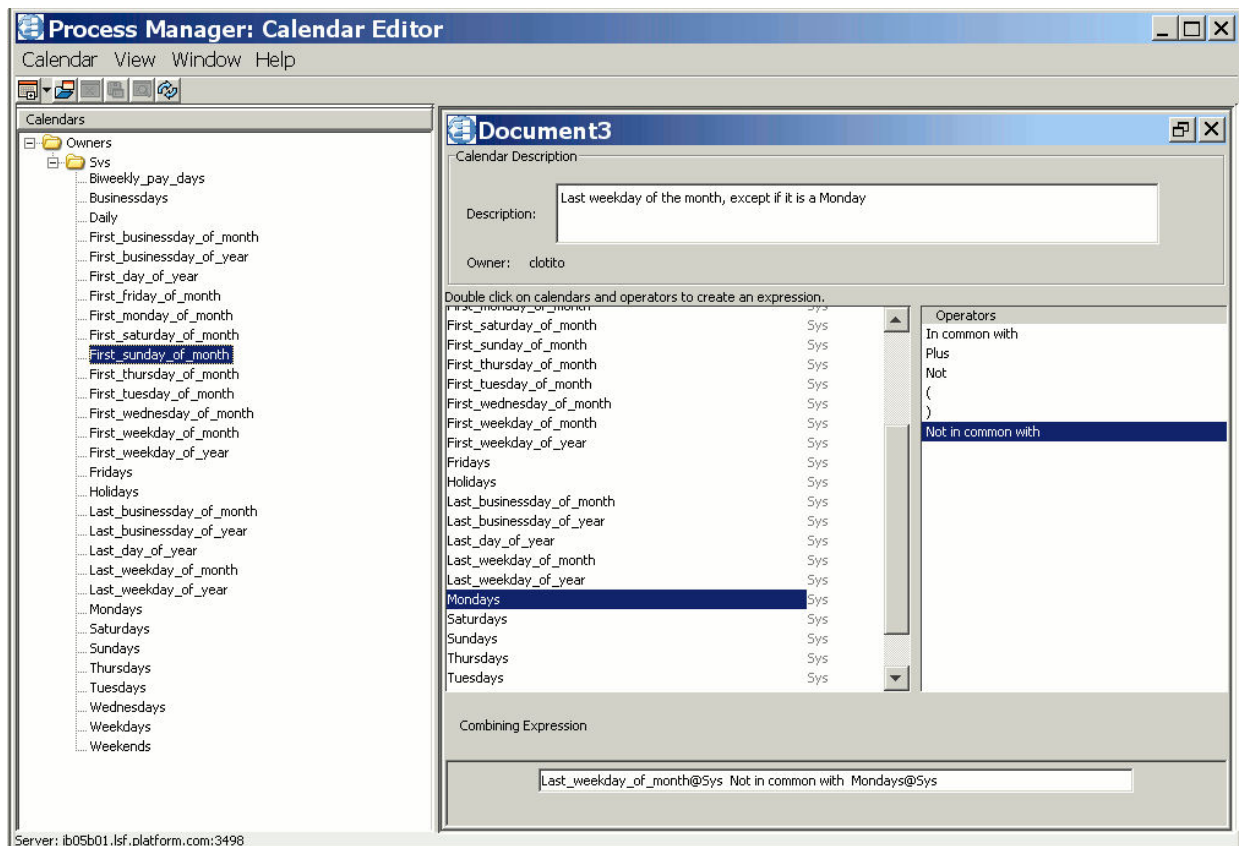 Process Manager: Calendar Editor
Calendar View Window Help
Calendars
Owners
Sys
Biweekly_pay_days
Businessdays
Daily
First_businessday_of_month
First_businessday_of_year
First_day_of_year
First_friday_of_month
First_monday_of_month
First_saturday_of_month
First_sunday_of_month
First_thursday_of_month
First_tuesday_of_month
First_wednesday_of_month
First_weekday_of_month
First_weekday_of_year
Fridays
Holidays
Last_businessday_of_month
Last_businessday_of_year
Last_day_of_year
Last_weekday_of_month
Last_weekday_of_year
Mondays
Saturdays
Sundays
Thursdays
Tuesdays
Wednesdays
Weekdays
Weekends
Document3
Calendar Description
Description: Last weekday of the month, except if it is a Monday
Owner: clotito
Double click on calendars and operators to create an expression.
First_monday_of_month Sys
First_saturday_of_month Sys
First_sunday_of_month Sys
First_thursday_of_month Sys
First_tuesday_of_month Sys
First_wednesday_of_month Sys
First_weekday_of_month Sys
First_weekday_of_year Sys
Fridays Sys
Holidays Sys
Last_businessday_of_month Sys
Last_businessday_of_year Sys
Last_day_of_year Sys
Last_weekday_of_month Sys
Last_weekday_of_year Sys
Mondays Sys
Saturdays Sys
Sundays Sys
Thursdays Sys
Tuesdays Sys
Operators
In common with
Plus
Not
(
)
Not in common with
Combining Expression
Last_weekday_of_month@Sys Not in common with Mondays@Sys
Server: ib05b01.lsf.platform.com:3498